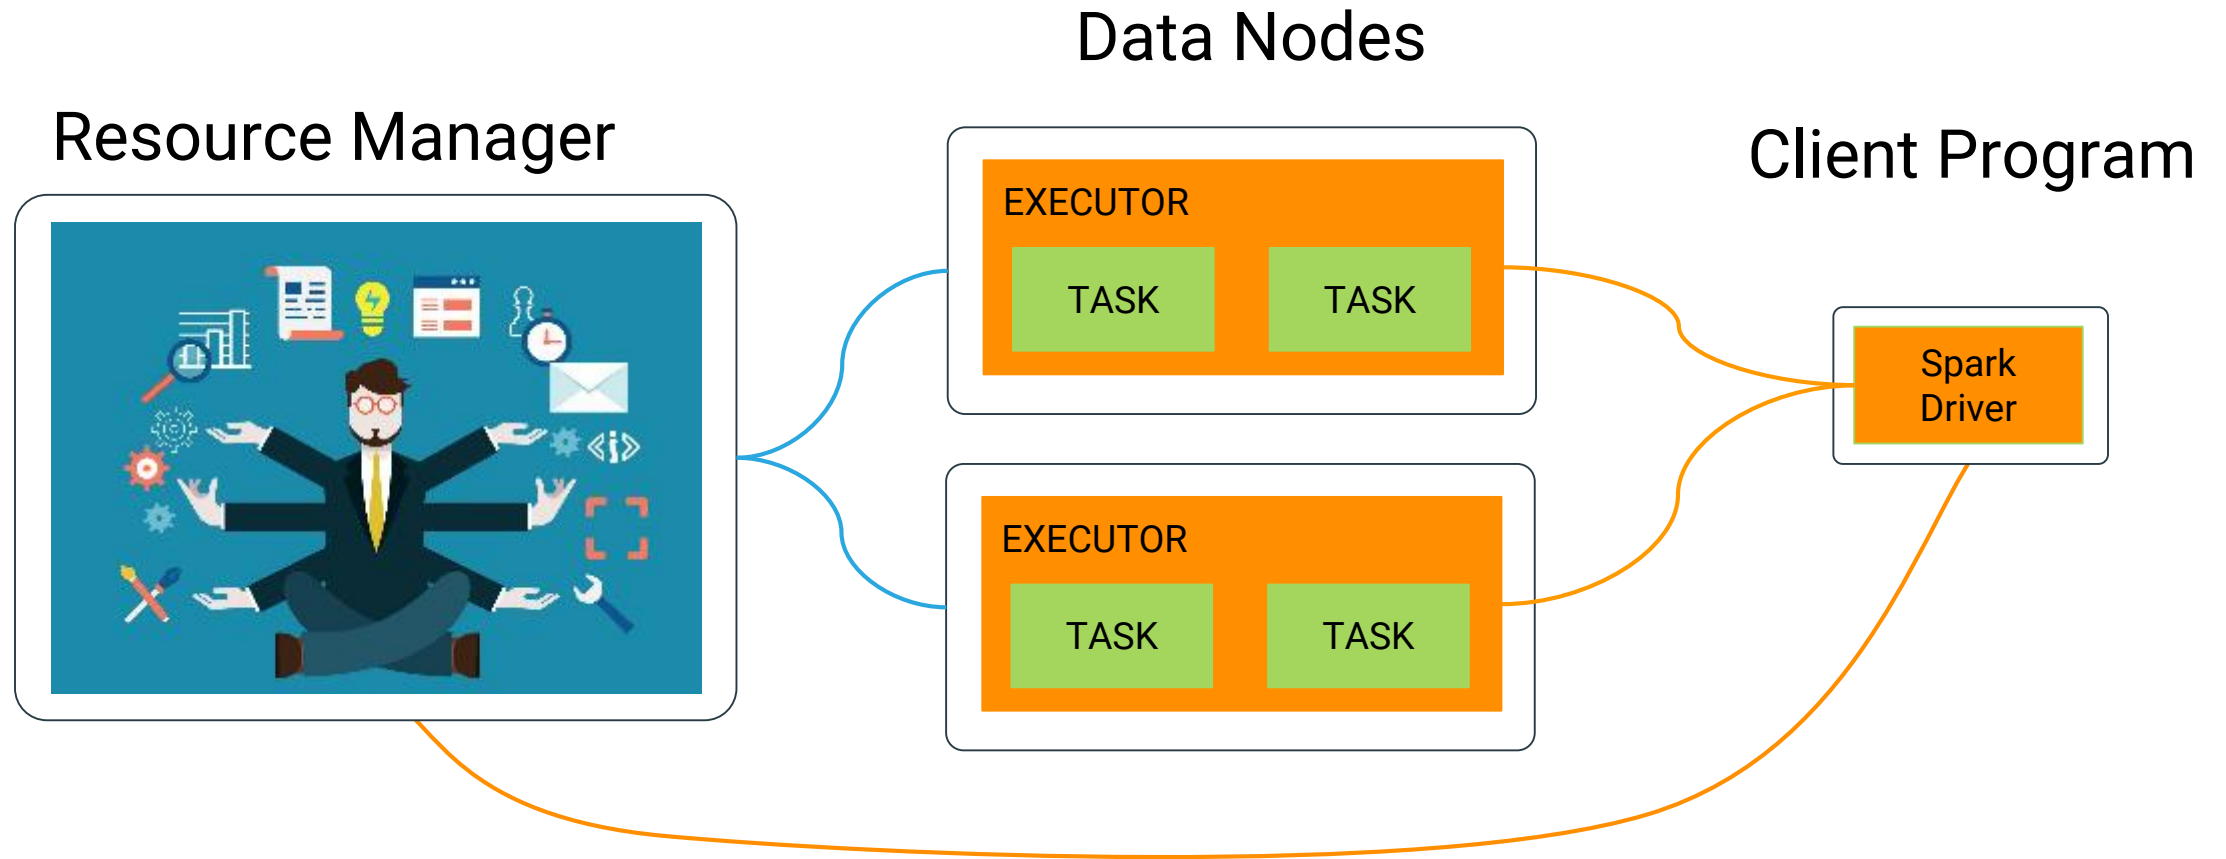 Data Nodes
Resource Manager
Client Program
EXECUTOR
TASK TASK
Spark
Driver
EXECUTOR
TASK TASK
<i>